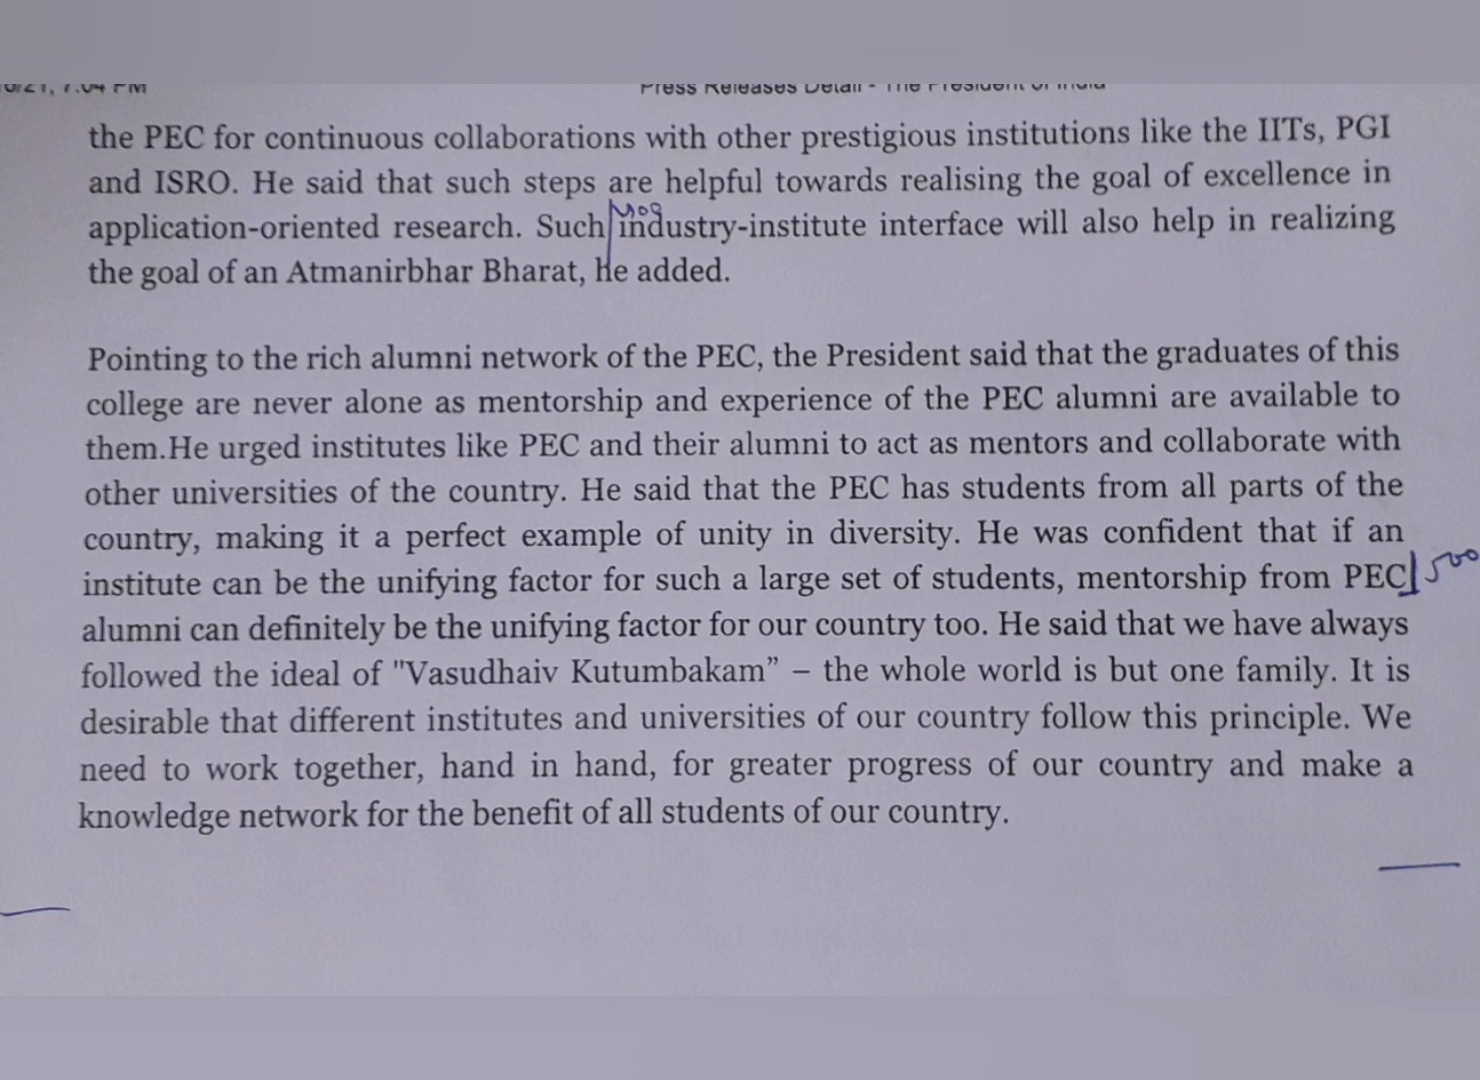 7:04 PM Press Releases Detail - The President of India
the PEC for continuous collaborations with other prestigious institutions like the IITs, PGI
and ISRO. He said that such steps are helpful towards realising the goal of excellence in
application-oriented research. Such industry-institute interface will also help in realizing
the goal of an Atmanirbhar Bharat, he added.
Pointing to the rich alumni network of the PEC, the President said that the graduates of this
college are never alone as mentorship and experience of the PEC alumni are available to
them.He urged institutes like PEC and their alumni to act as mentors and collaborate with
other universities of the country. He said that the PEC has students from all parts of the
country, making it a perfect example of unity in diversity. He was confident that if an
institute can be the unifying factor for such a large set of students, mentorship from PEC 500
alumni can definitely be the unifying factor for our country too. He said that we have always
followed the ideal of "Vasudhaiv Kutumbakam” – the whole world is but one family. It is
desirable that different institutes and universities of our country follow this principle. We
need to work together, hand in hand, for greater progress of our country and make a
knowledge network for the benefit of all students of our country.